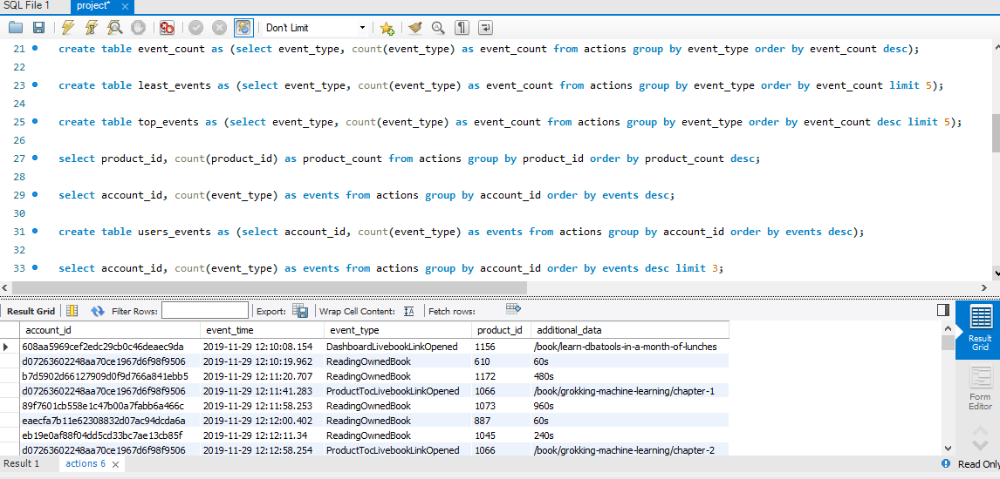 SQL File 1 project* ×
Don't Limit
21 create table event_count as (select event_type, count(event_type) as event_count from actions group by event_type order by event_count desc);
22
23 create table least_events as (select event_type, count(event_type) as event_count from actions group by event_type order by event_count limit 5);
24
25 create table top_events as (select event_type, count(event_type) as event_count from actions group by event_type order by event_count desc limit 5);
26
27 select product_id, count(product_id) as product_count from actions group by product_id order by product_count desc;
28
29 select account_id, count(event_type) as events from actions group by account_id order by events desc;
30
31 create table users_events as (select account_id, count(event_type) as events from actions group by account_id order by events desc);
32
33 select account_id, count(event_type) as events from actions group by account_id order by events desc limit 3;
Result Grid Filter Rows: Export: Wrap Cell Content: Fetch rows:
account_id event_time event_type product_id additional_data
608aa5969cef2edc29cb0c46deaec9da 2019-11-29 12:10:08.154 DashboardLivebookLinkOpened 1156 /book/learn-dbatools-in-a-month-of-lunches
d07263602248aa70ce1967d6f98f9506 2019-11-29 12:10:19.962 ReadingOwnedBook 610 60s
b7d5902d66127909d0f9d766a841ebb5 2019-11-29 12:11:20.707 ReadingOwnedBook 1172 480s
d07263602248aa70ce1967d6f98f9506 2019-11-29 12:11:41.283 ProductTocLivebookLinkOpened 1066 /book/grokking-machine-learning/chapter-1
89f7601cb558e1c47b00a7fabb6a466c 2019-11-29 12:11:58.253 ReadingOwnedBook 1073 960s
eaecfa7b11e62308832d07ac94dcda6a 2019-11-29 12:12:00.402 ReadingOwnedBook 887 60s
eb19e0af88f04dd5cd33bc7ae13cb85f 2019-11-29 12:12:11.34 ReadingOwnedBook 1045 240s
d07263602248aa70ce1967d6f98f9506 2019-11-29 12:12:58.254 ProductTocLivebookLinkOpened 1066 /book/grokking-machine-learning/chapter-2
Result
Grid
Form
Editor
Result 1 actions 6 × Read Only